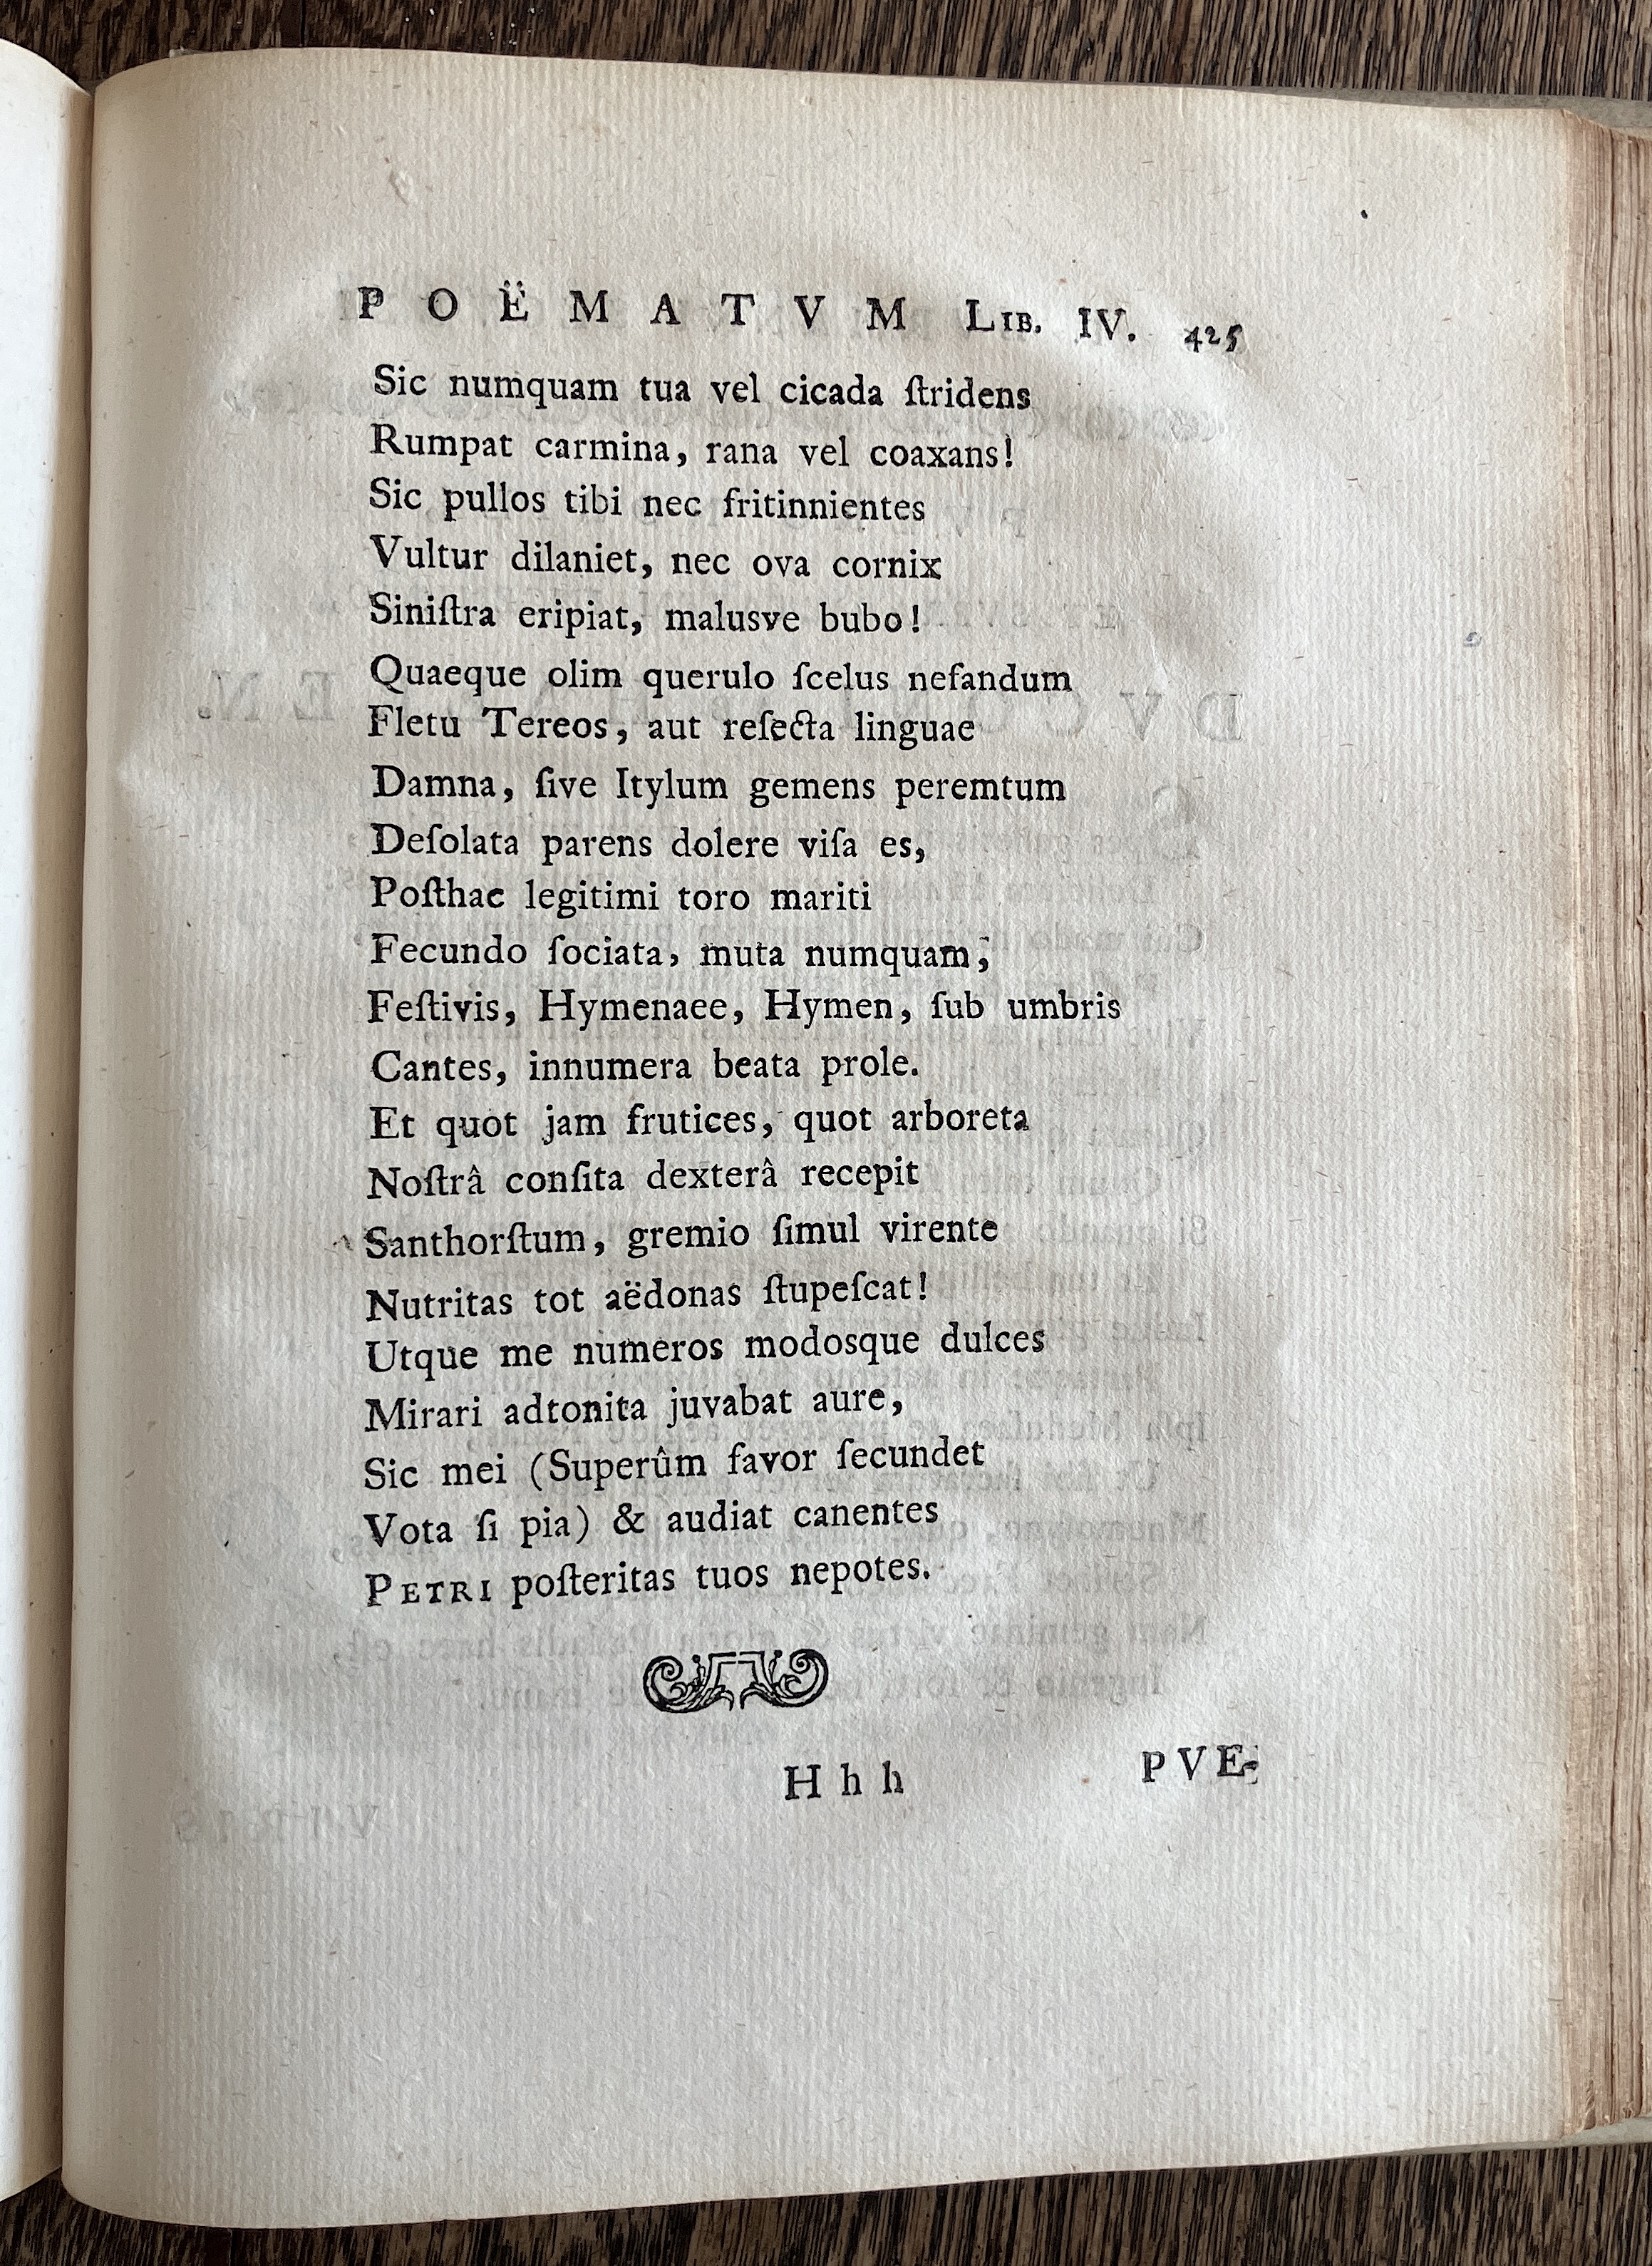 POËMATVM LIB. IV. 425
Sic numquam tua vel cicada ſtridens
Rumpat carmina, rana vel coaxans!
Sic pullos tibi nec fritinnientes
Vultur dilaniet, nec ova cornix
Siniſtra eripiat, malusve bubo!
Quaeque olim querulo ſcelus nefandum
Fletu Tereos, aut reſecta linguae
Damna, ſive Itylum gemens peremtum
Deſolata parens dolere viſa es,
Poſthac legitimi toro mariti
Fecundo ſociata, muta numquam,
Feſtivis, Hymenaee, Hymen, ſub umbris
Cantes, innumera beata prole.
Et quot jam frutices, quot arboreta
Noſtrâ conſita dexterâ recepit
Santhorſtum, gremio ſimul virente
Nutritas tot aëdonas ſtupeſcat!
Utque me numeros modosque dulces
Mirari adtonita juvabat aure,
Sic mei (Superûm favor ſecundet
Vota ſi pia) & audiat canentes
PETRI poſteritas tuos nepotes.
Hhh PVE-